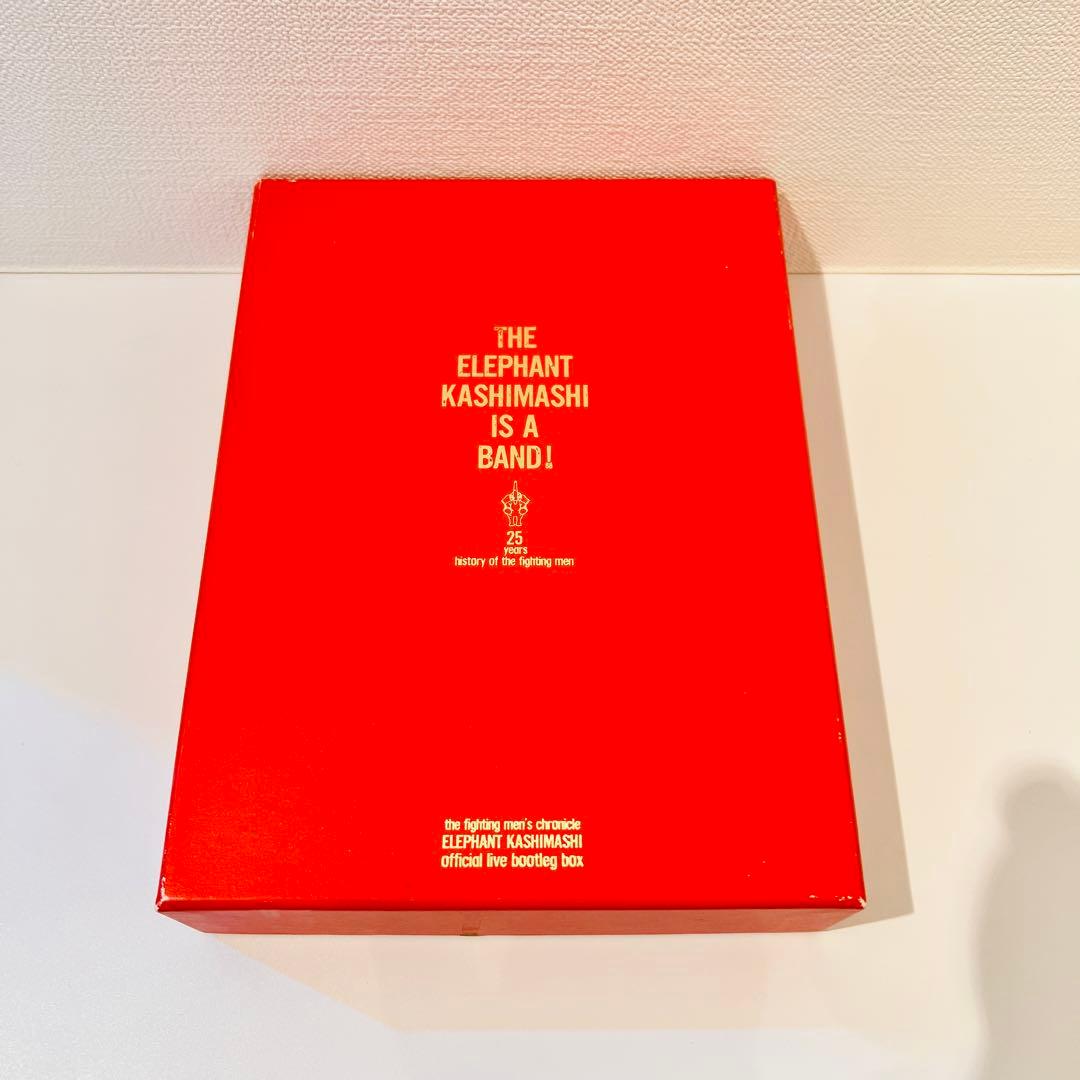 THE
ELEPHANT
KASHIMASHI
IS A
BAND!
25
years
history of the fighting men
the fighting men's chronicle
ELEPHANT KASHIMASHI
official live bootleg box